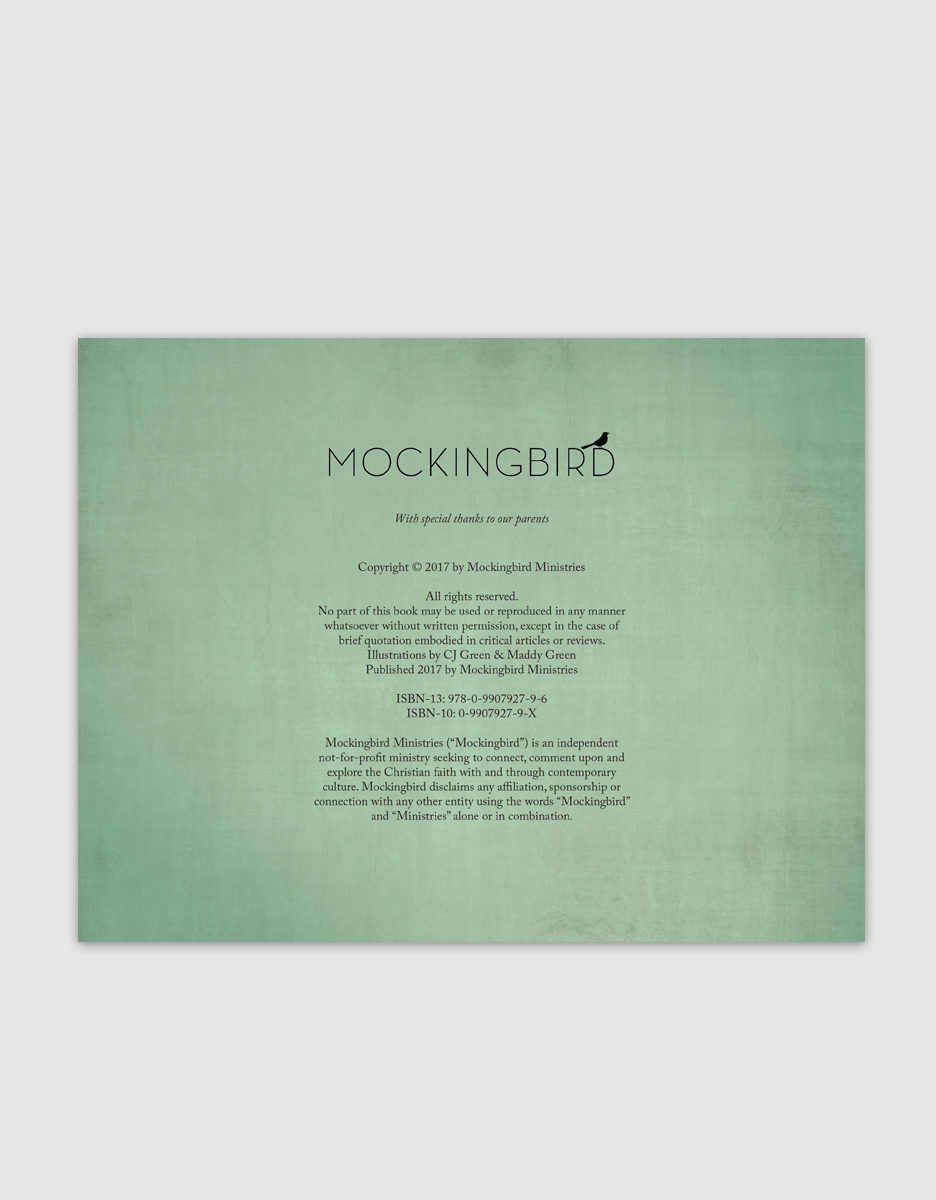 MOCKINGBIRD
With special thanks to our parents
Copyright © 2017 by Mockingbird Ministries
All rights reserved.
No part of this book may be used or reproduced in any manner
whatsoever without written permission, except in the case of
brief quotation embodied in critical articles or reviews.
Illustrations by CJ Green & Maddy Green
Published 2017 by Mockingbird Ministries
ISBN-13: 978-0-9907927-9-6
ISBN-10: 0-9907927-9-X
Mockingbird Ministries (“Mockingbird”) is an independent
not-for-profit ministry seeking to connect, comment upon and
explore the Christian faith with and through contemporary
culture. Mockingbird disclaims any affiliation, sponsorship or
connection with any other entity using the words “Mockingbird”
and “Ministries” alone or in combination.